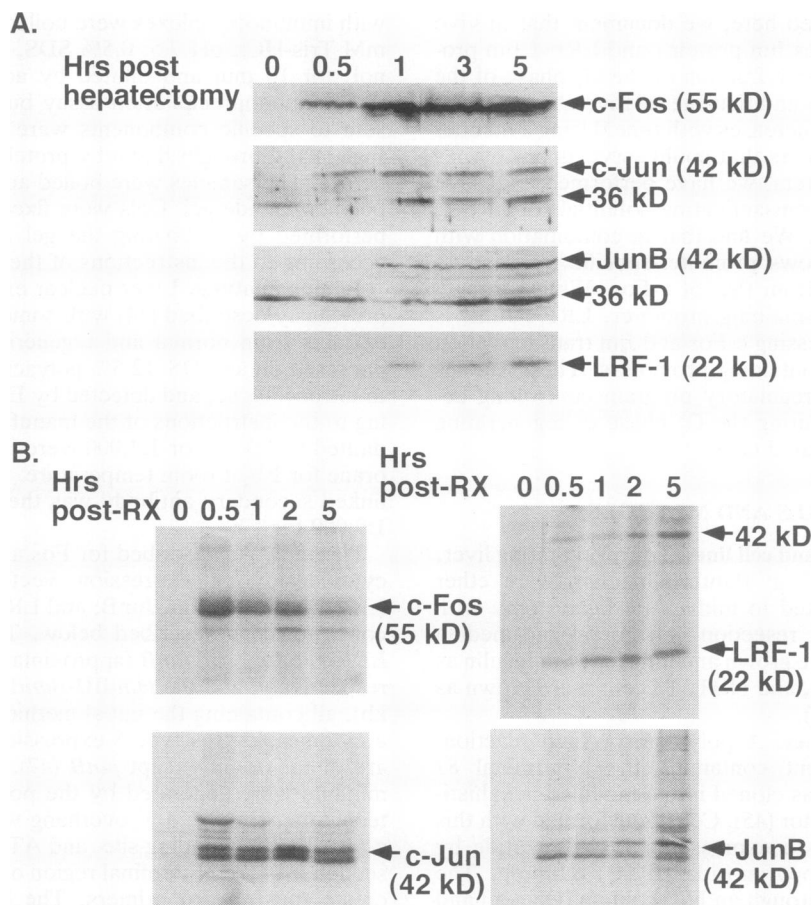 A.
Hrs post hepatectomy
0 0.5 1 3 5
c-Fos (55 kD)
c-Jun (42 kD)
36 kD
JunB (42 kD)
36 kD
LRF-1 (22 kD)
B.
Hrs
post-RX 0 0.5 1 2 5
c-Fos
(55 kD)
c-Jun
(42 kD)
Hrs
post-RX 0 0.5 1 2 5
42 kD
LRF-1
(22 kD)
JunB
(42 kD)